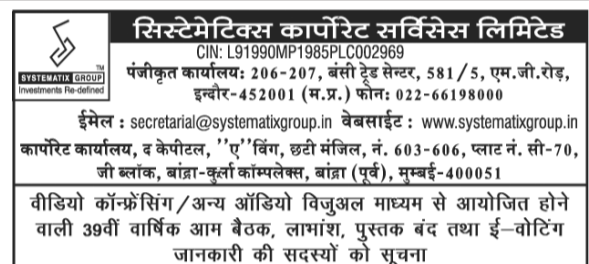 सिस्टेमेटिक्स कार्पोरेट सर्विसेस लिमिटेड
CIN: L91990MP1985PLC002969
TM
SYSTEMATIX GROUP
Investments Re-defined
पंजीकृत कार्यालय: 206-207, बंसी ट्रेड सेन्टर, 581/5, एम.जी.रोड़,
इन्दौर-452001 (म.प्र.) फोन: 022-66198000
ईमेल : secretarial@systematixgroup.in वेबसाईट : www.systematixgroup.in
कार्पोरेट कार्यालय, द केपीटल, ''ए'' विंग, छटी मंजिल, नं. 603-606, प्लाट नं. सी-70,
जी ब्लॉक, बांद्रा-कुर्ला कॉम्पलेक्स, बांद्रा (पूर्व), मुम्बई-400051
वीडियो कॉन्फ्रेंसिंग/अन्य ऑडियो विजुअल माध्यम से आयोजित होने
वाली 39वीं वार्षिक आम बैठक, लाभांश, पुस्तक बंद तथा ई-वोटिंग
जानकारी की सदस्यों को सूचना